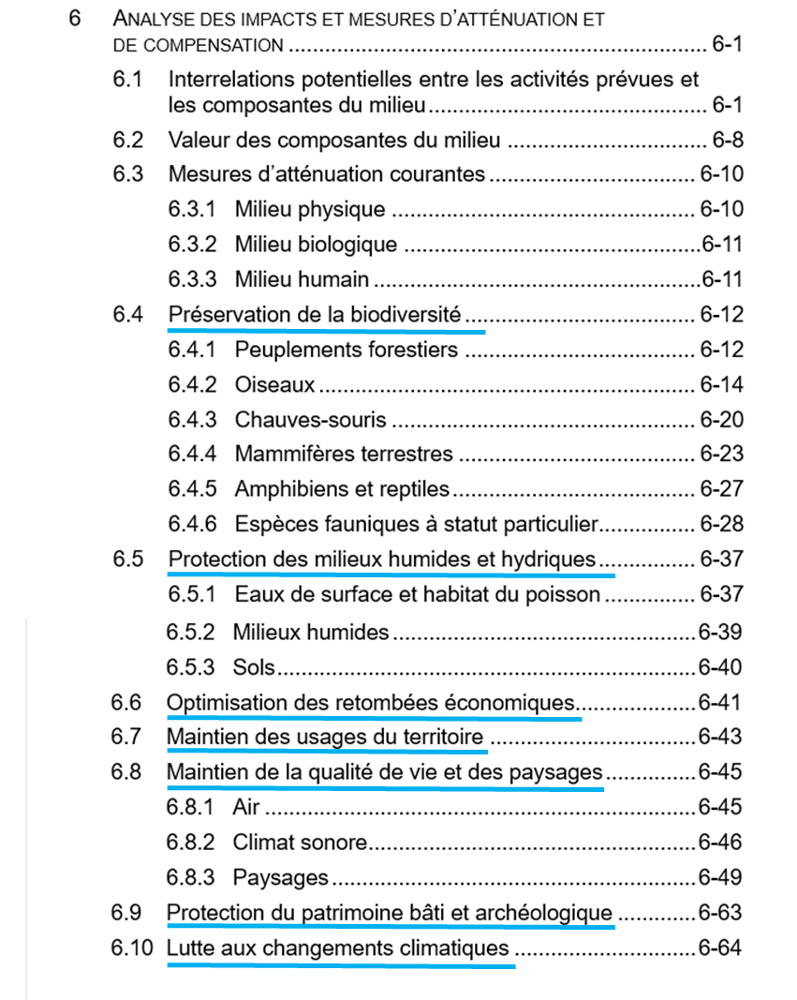 6 ANALYSE DES IMPACTS ET MESURES D'ATTÉNUATION ET
DE COMPENSATION ........ 6-1
6.1 Interrelations potentielles entre les activités prévues et
les composantes du milieu ........ 6-1
6.2 Valeur des composantes du milieu ........ 6-8
6.3 Mesures d'atténuation courantes ........ 6-10
6.3.1 Milieu physique ........ 6-10
6.3.2 Milieu biologique ........ 6-11
6.3.3 Milieu humain ........ 6-11
6.4 Préservation de la biodiversité ........ 6-12
6.4.1 Peuplements forestiers ........ 6-12
6.4.2 Oiseaux ........ 6-14
6.4.3 Chauves-souris ........ 6-20
6.4.4 Mammifères terrestres ........ 6-23
6.4.5 Amphibiens et reptiles ........ 6-27
6.4.6 Espèces fauniques à statut particulier ........ 6-28
6.5 Protection des milieux humides et hydriques ........ 6-37
6.5.1 Eaux de surface et habitat du poisson ........ 6-37
6.5.2 Milieux humides ........ 6-39
6.5.3 Sols ........ 6-40
6.6 Optimisation des retombées économiques ........ 6-41
6.7 Maintien des usages du territoire ........ 6-43
6.8 Maintien de la qualité de vie et des paysages ........ 6-45
6.8.1 Air ........ 6-45
6.8.2 Climat sonore ........ 6-46
6.8.3 Paysages ........ 6-49
6.9 Protection du patrimoine bâti et archéologique ........ 6-63
6.10 Lutte aux changements climatiques ........ 6-64